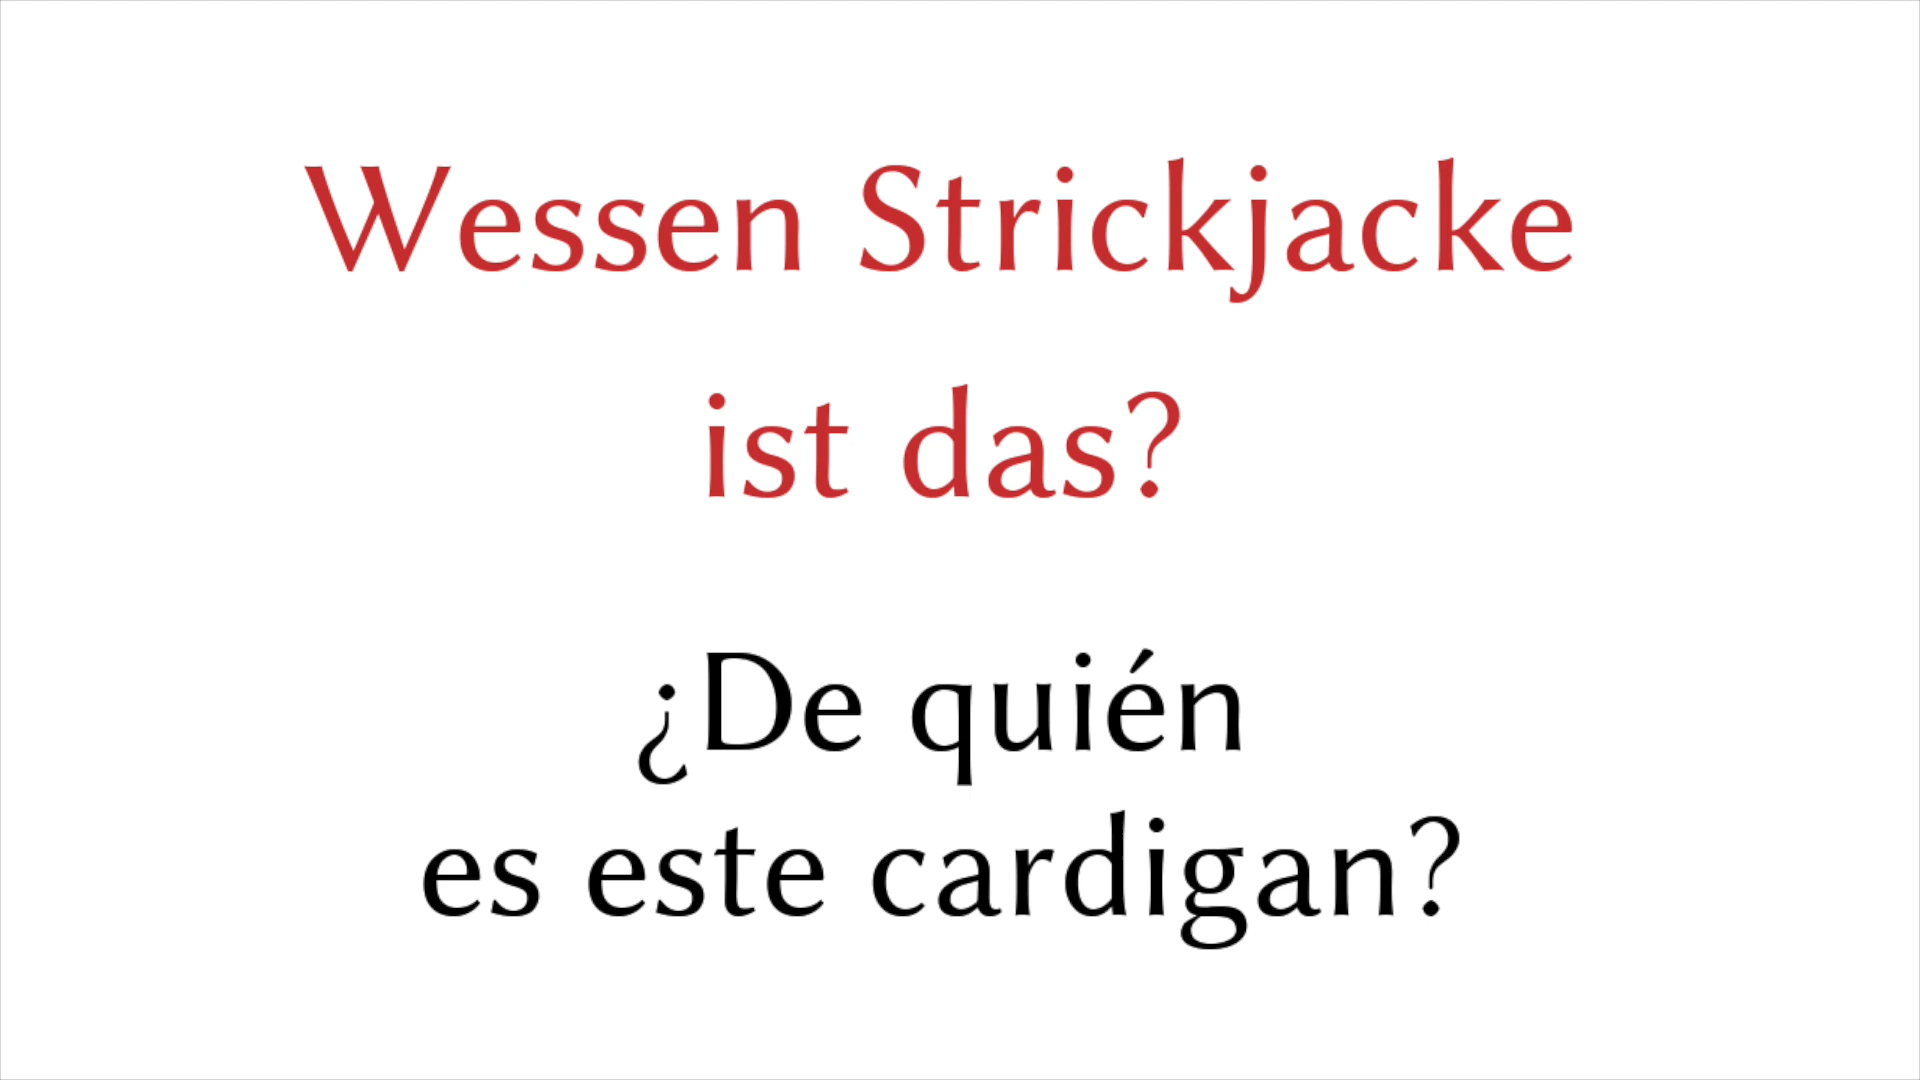 Wessen Strickjacke
ist das?
¿De quién
es este cardigan?